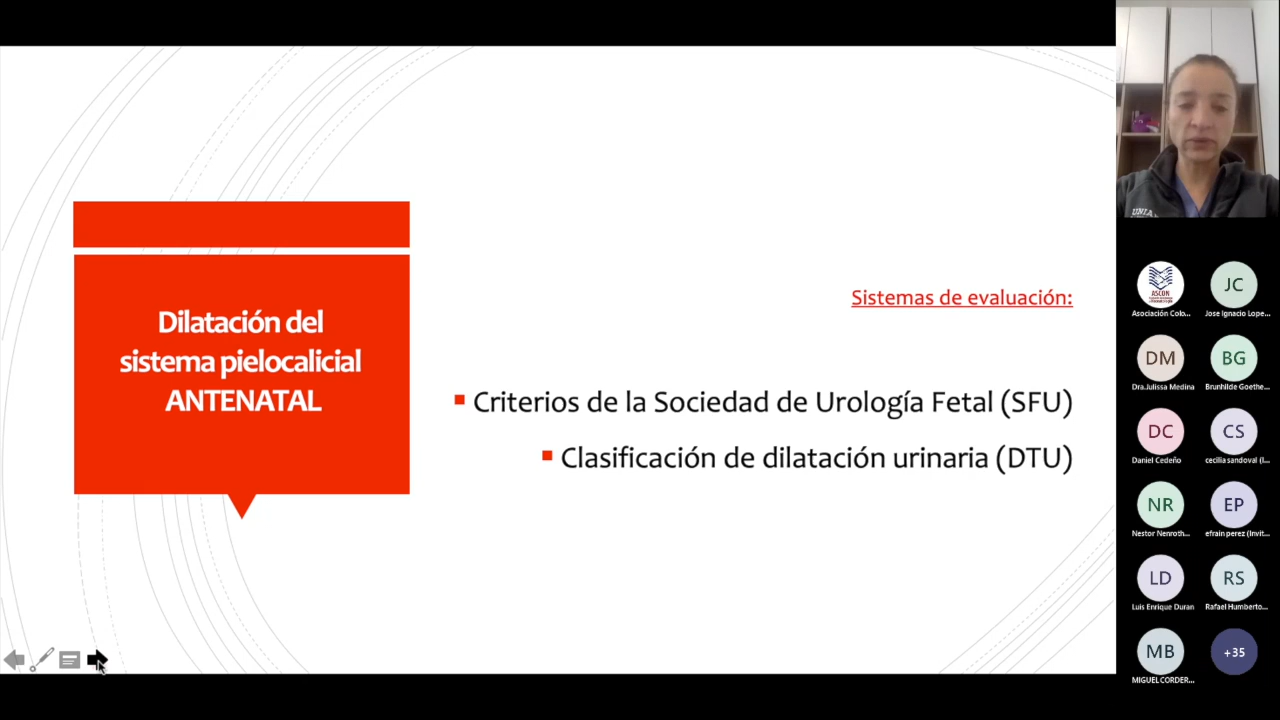 Dilatación del
sistema pielocalicial
ANTENATAL
Sistemas de evaluación:
Criterios de la Sociedad de Urología Fetal (SFU)
Clasificación de dilatación urinaria (DTU)
ASCON
Asociación Colo...
JC
Jose Ignacio Lope...
DM
Dra.Julissa Medina
BG
Brunhilde Goethe...
DC
Daniel Cedeño
CS
cecilia sandoval (I...
NR
Nestor Nenroth...
EP
efrain perez (Invit...
LD
Luis Enrique Duran
RS
Rafael Humberto...
MB
MIGUEL CORDER...
+35